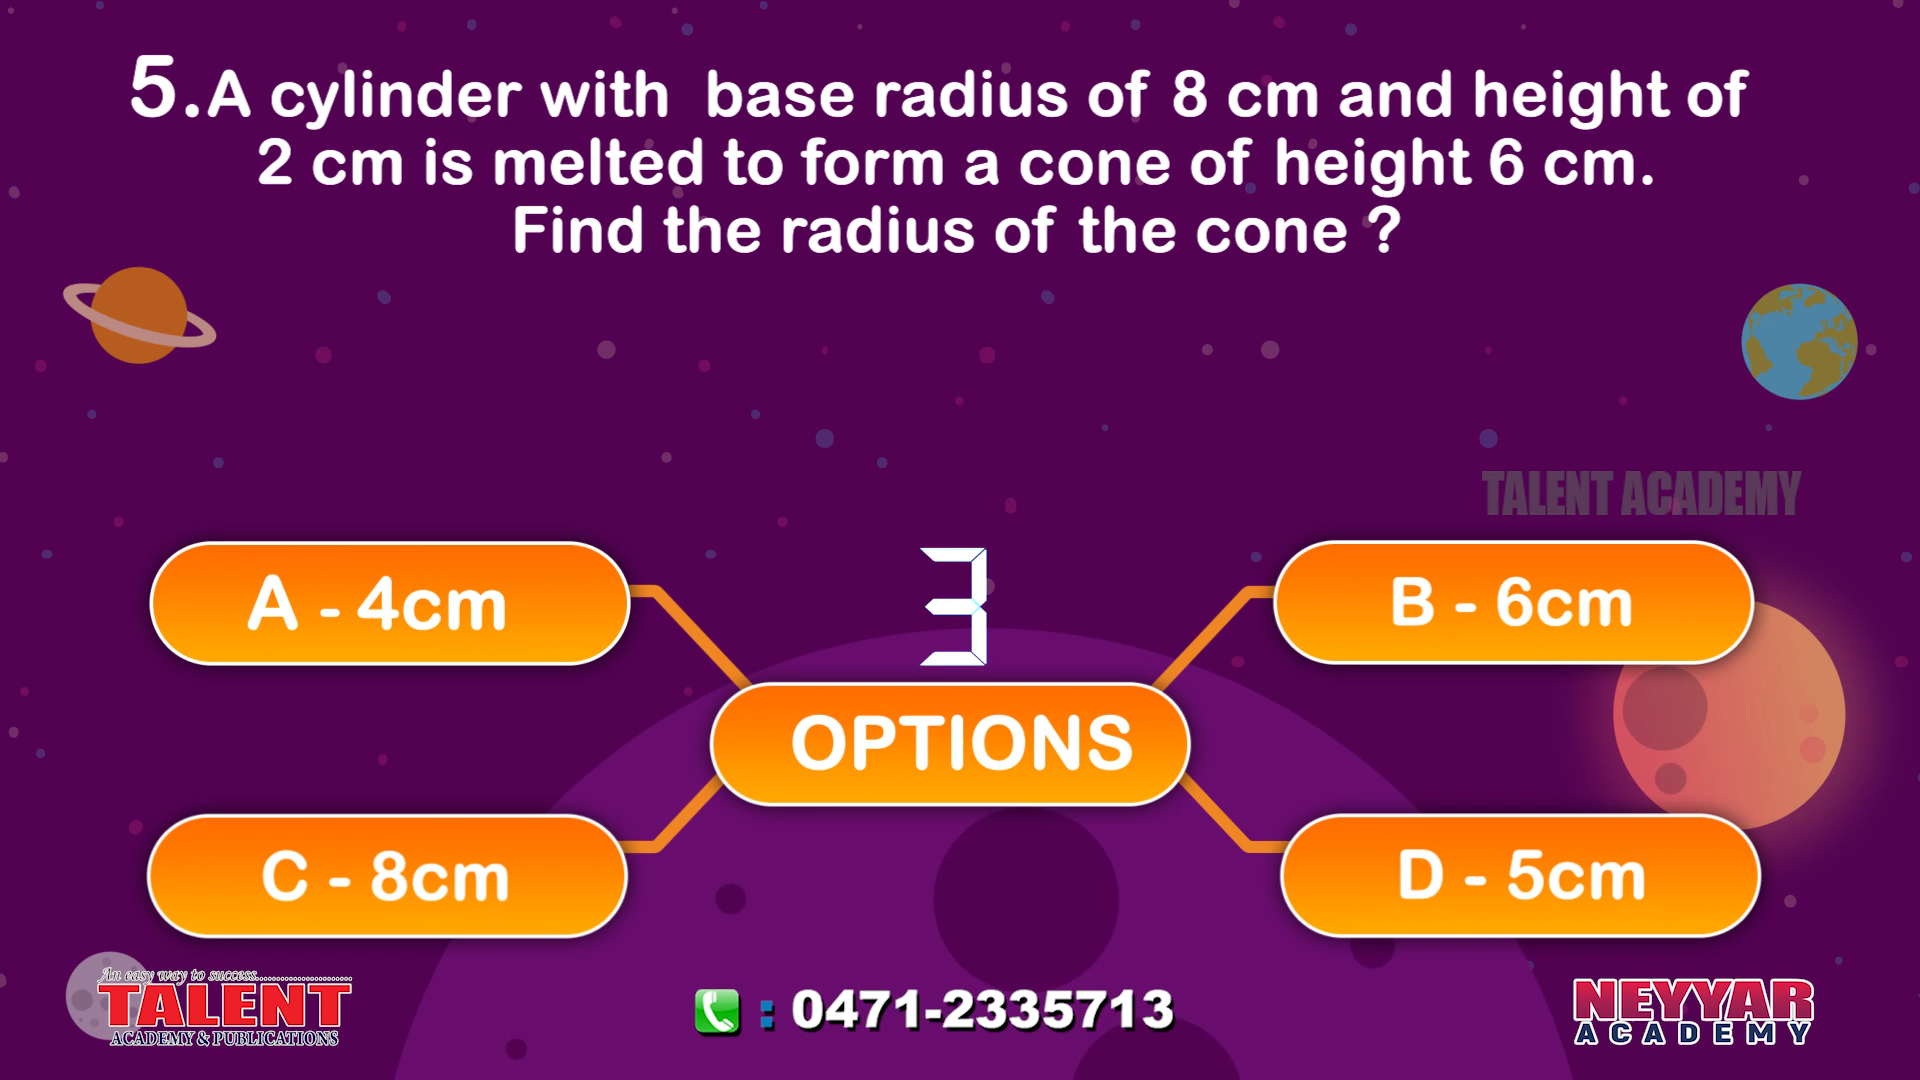 5.A cylinder with base radius of 8 cm and height of
2 cm is melted to form a cone of height 6 cm.
Find the radius of the cone ?
TALENT ACADEMY
3
A - 4cm
B - 6cm
OPTIONS
C - 8cm
D - 5cm
An easy way to success.......................
TALENT
ACADEMY & PUBLICATIONS
: 0471-2335713
NEYYAR
ACADEMY